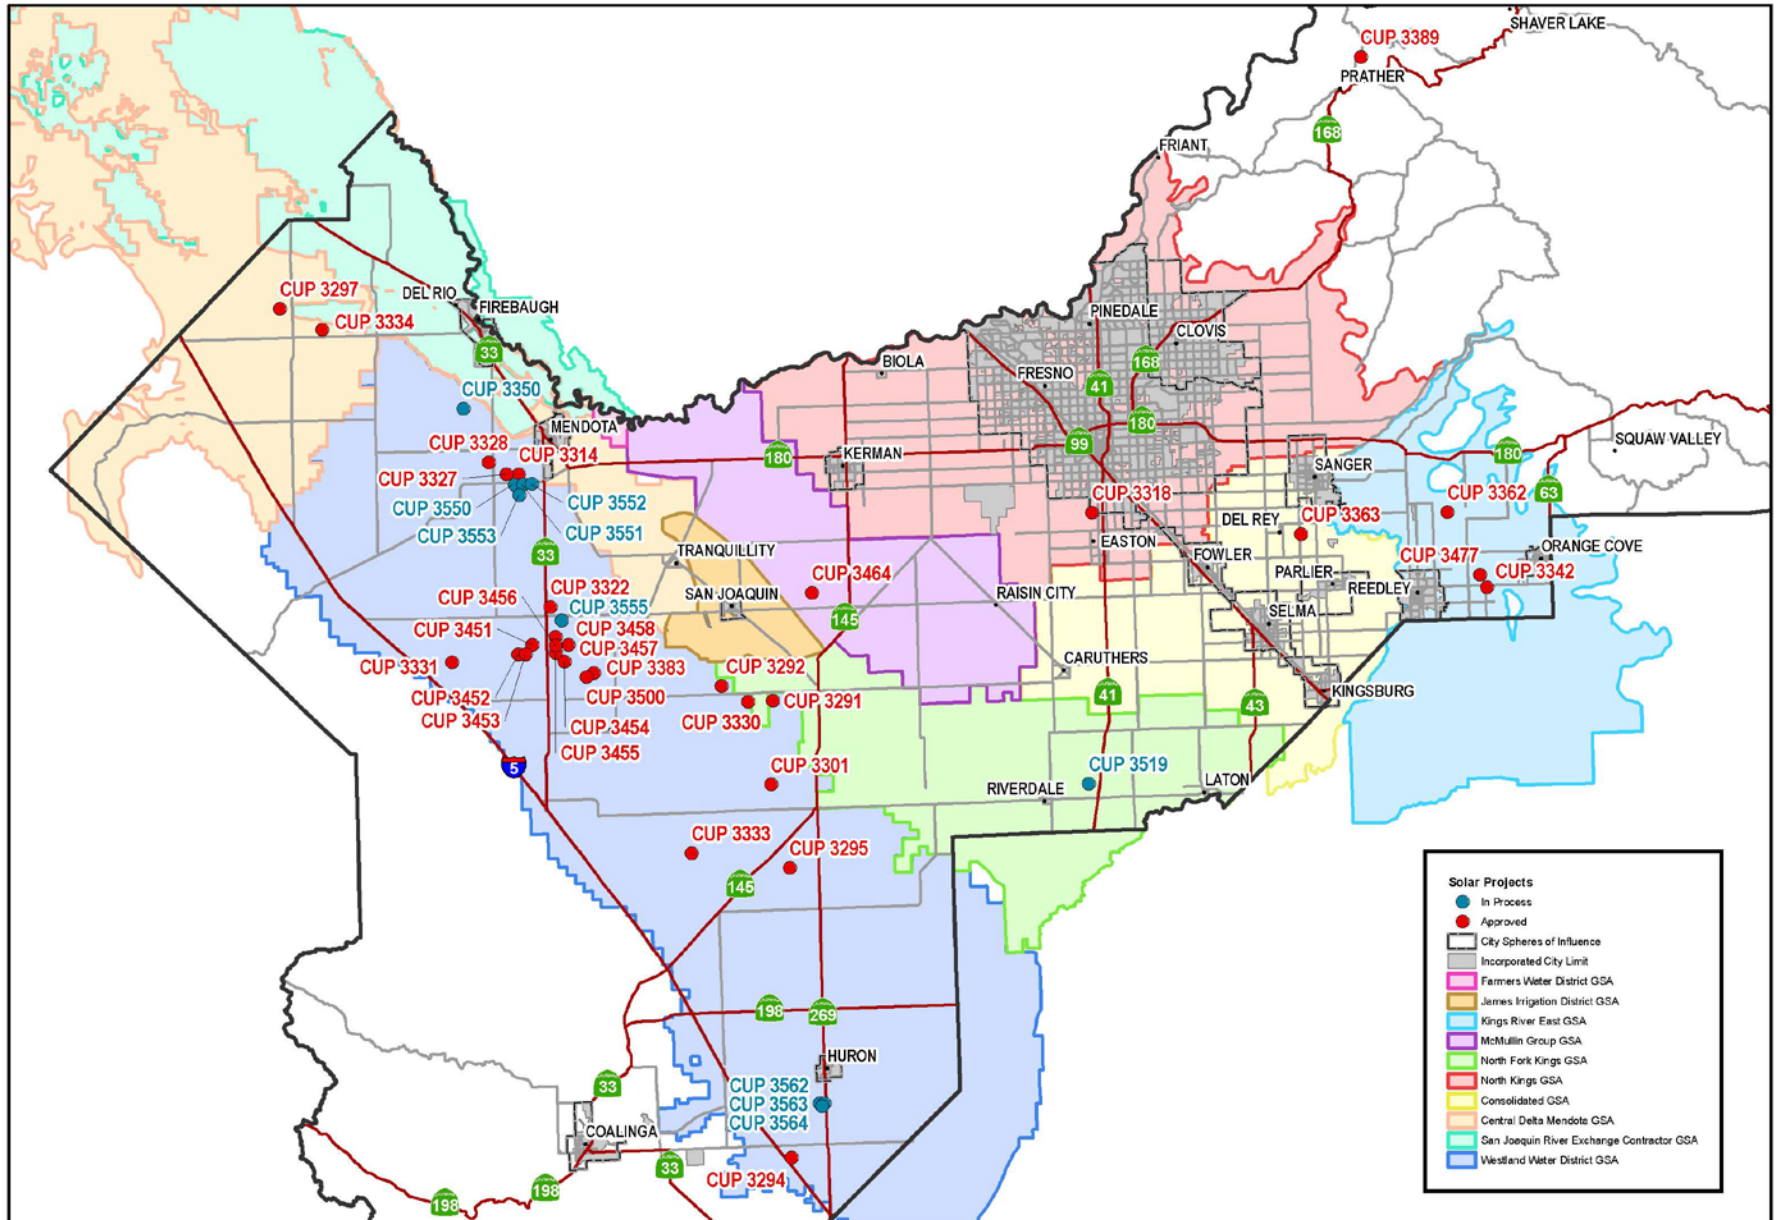 SHAVER LAKE
CUP 3389
PRATHER
168
FRIANT
CUP 3297
DEL RIO
FIREBAUGH
CUP 3334
33
PINEDALE
CLOVIS
BIOLA
168
FRESNO
41
CUP 3350
MENDOTA
180
99
SQUAW VALLEY
CUP 3328
CUP 3314
180
KERMAN
SANGER
180
CUP 3327
CUP 3552
CUP 3318
CUP 3362
63
CUP 3550
CUP 3553
CUP 3551
DEL REY
CUP 3363
33
TRANQUILLITY
EASTON
FOWLER
ORANGE COVE
CUP 3477
CUP 3342
PARLIER
REEDLEY
CUP 3322
CUP 3456
CUP 3555
SAN JOAQUIN
CUP 3464
RAISIN CITY
145
SELMA
CUP 3451
CUP 3458
CUP 3457
CUP 3331
CUP 3383
CUP 3292
CARUTHERS
CUP 3452
CUP 3500
CUP 3291
41
43
KINGSBURG
CUP 3453
CUP 3454
CUP 3330
CUP 3455
5
CUP 3301
CUP 3519
RIVERDALE
LATON
CUP 3333
CUP 3295
145
198
269
HURON
33
CUP 3562
CUP 3563
CUP 3564
COALINGA
33
CUP 3294
198
198
Solar Projects
In Process
Approved
City Spheres of Influence
Incorporated City Limit
Farmers Water District GSA
James Irrigation District GSA
Kings River East GSA
McMullin Group GSA
North Fork Kings GSA
North Kings GSA
Consolidated GSA
Central Delta Mendota GSA
San Joaquin River Exchange Contractor GSA
Westland Water District GSA